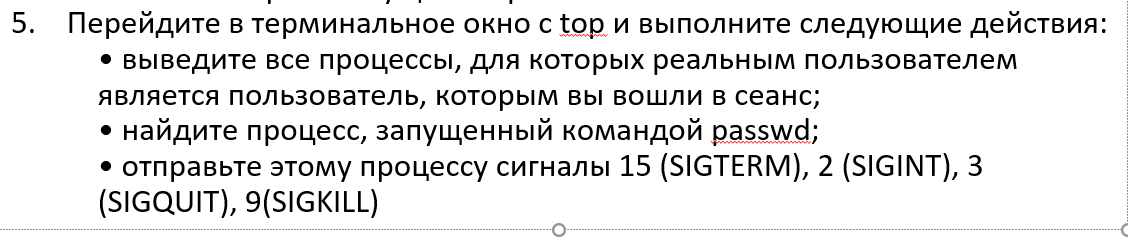 5. Перейдите в терминальное окно с top и выполните следующие действия:
• выведите все процессы, для которых реальным пользователем
является пользователь, которым вы вошли в сеанс;
• найдите процесс, запущенный командой passwd;
• отправьте этому процессу сигналы 15 (SIGTERM), 2 (SIGINT), 3
(SIGQUIT), 9(SIGKILL)